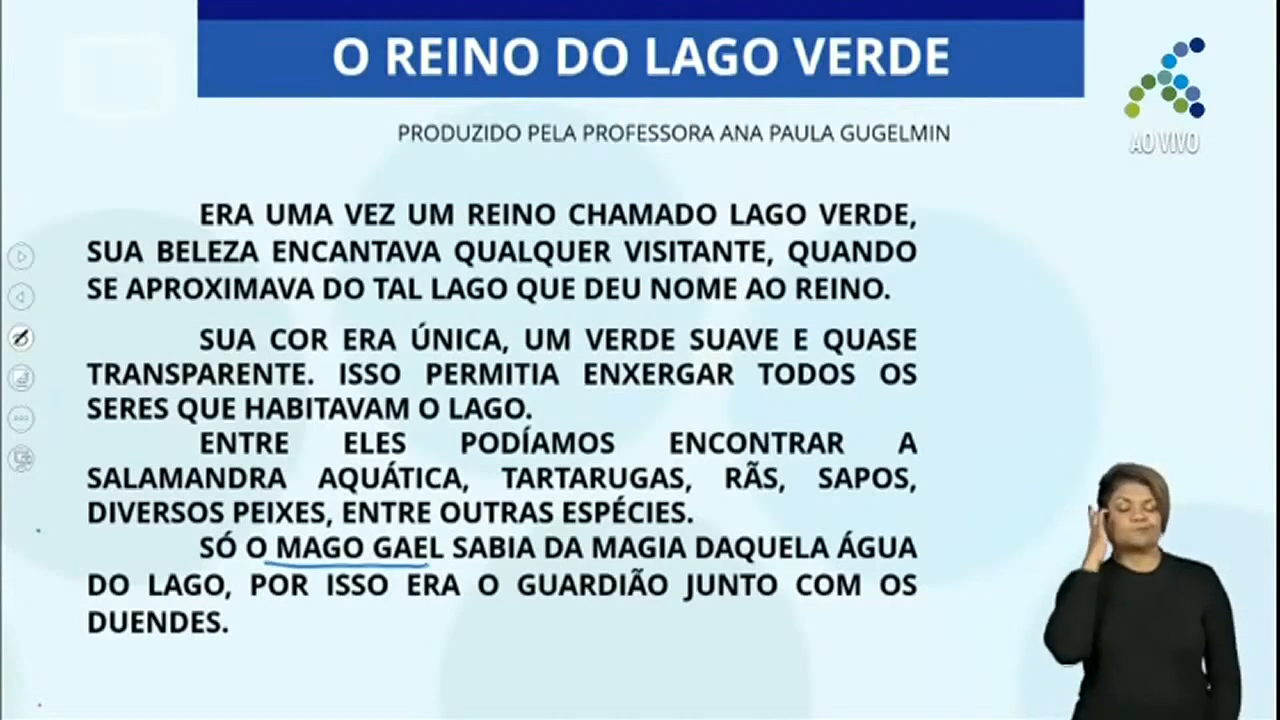 O REINO DO LAGO VERDE
AO VIVO
PRODUZIDO PELA PROFESSORA ANA PAULA GUGELMIN
ERA UMA VEZ UM REINO CHAMADO LAGO VERDE,
SUA BELEZA ENCANTAVA QUALQUER VISITANTE, QUANDO
SE APROXIMAVA DO TAL LAGO QUE DEU NOME AO REINO.
SUA COR ERA ÚNICA, UM VERDE SUAVE E QUASE
TRANSPARENTE. ISSO PERMITIA ENXERGAR TODOS OS
SERES QUE HABITAVAM O LAGO.
ENTRE ELES PODÍAMOS ENCONTRAR A
SALAMANDRA AQUÁTICA, TARTARUGAS, RÃS, SAPOS,
DIVERSOS PEIXES, ENTRE OUTRAS ESPÉCIES.
SÓ O MAGO GAEL SABIA DA MAGIA DAQUELA ÁGUA
DO LAGO, POR ISSO ERA O GUARDIÃO JUNTO COM OS
DUENDES.